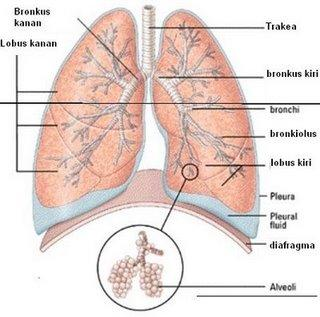 Bronkus
kanan
Lobus kanan
Trakea
bronkus kiri
bronchi
bronkiolus
lobus kiri
Pleura
Pleural
fluid
diafragma
Alveoli